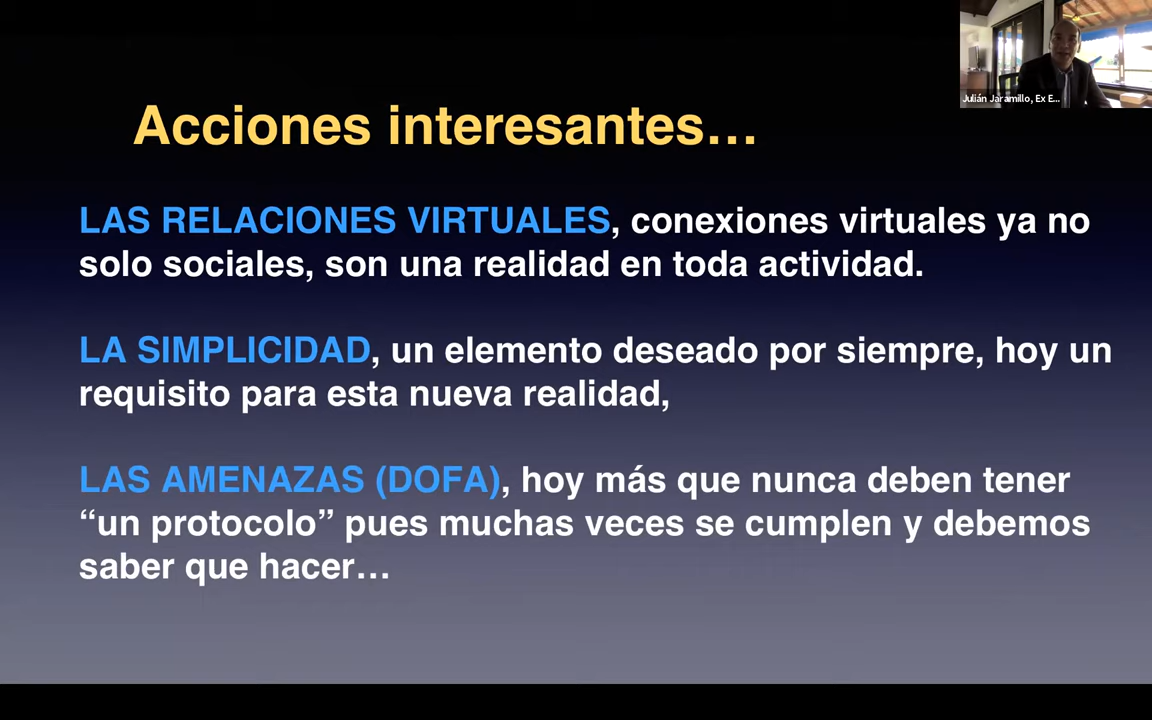 Julián Jaramillo, Ex E...
Acciones interesantes…
LAS RELACIONES VIRTUALES, conexiones virtuales ya no
solo sociales, son una realidad en toda actividad.
LA SIMPLICIDAD, un elemento deseado por siempre, hoy un
requisito para esta nueva realidad,
LAS AMENAZAS (DOFA), hoy más que nunca deben tener
“un protocolo” pues muchas veces se cumplen y debemos
saber que hacer…